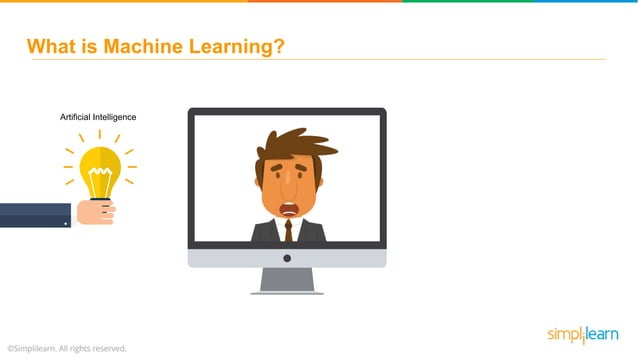 What is Machine Learning?
Artificial Intelligence
simplilearn
©Simplilearn. All rights reserved.